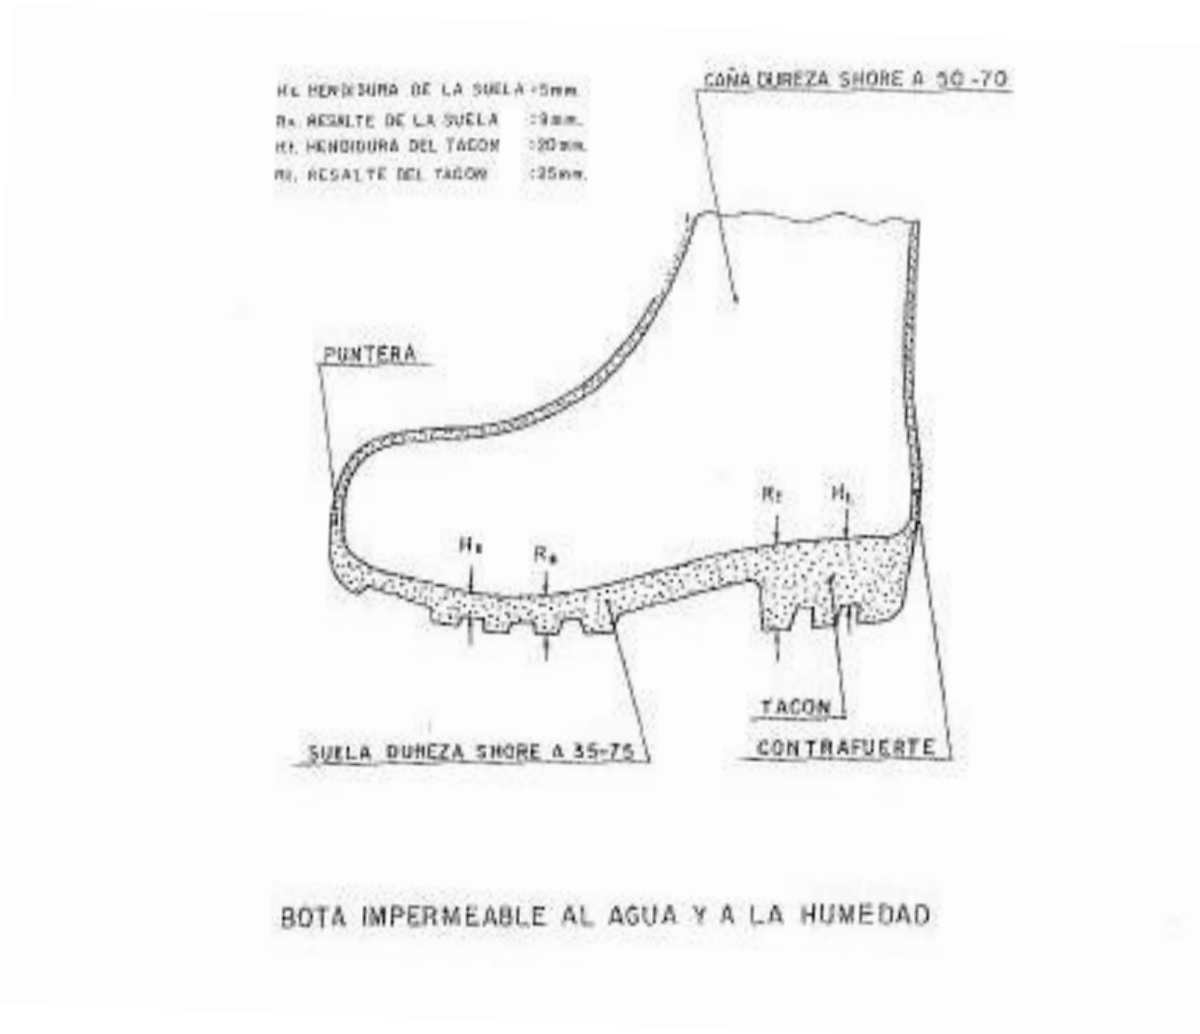 Hs. HENDIDURA DE LA SUELA :5mm.
Rs. RESALTE DE LA SUELA :9mm.
Ht. HENDIDURA DEL TACON :20mm.
Rt. RESALTE DEL TACON :25mm.
CAÑA DUREZA SHORE A 50-70
PUNTERA
Rt Ht
Hs Rs
TACON
SUELA DUREZA SHORE A 35-75
CONTRAFUERTE
BOTA IMPERMEABLE AL AGUA Y A LA HUMEDAD